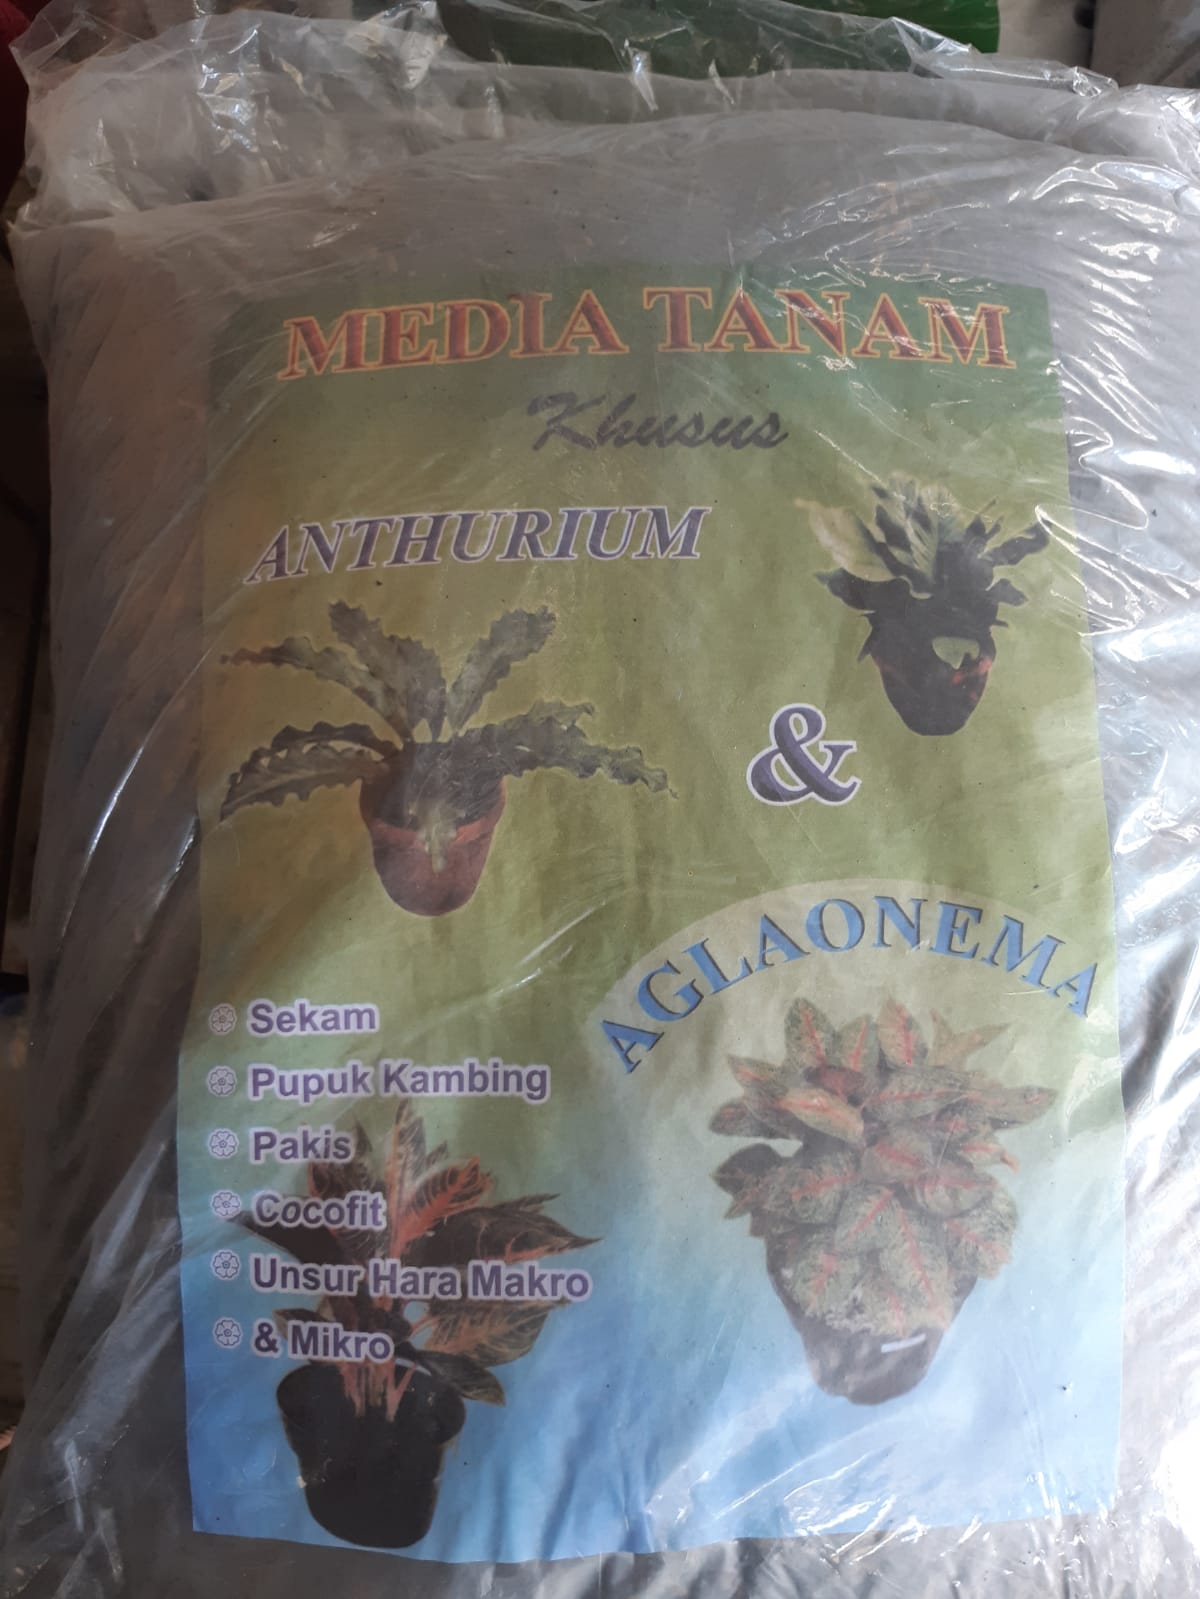 MEDIA TANAM
Khusus
ANTHURIUM
&
AGLAONEMA
Sekam
Pupuk Kambing
Pakis
Cocofit
Unsur Hara Makro
& Mikro